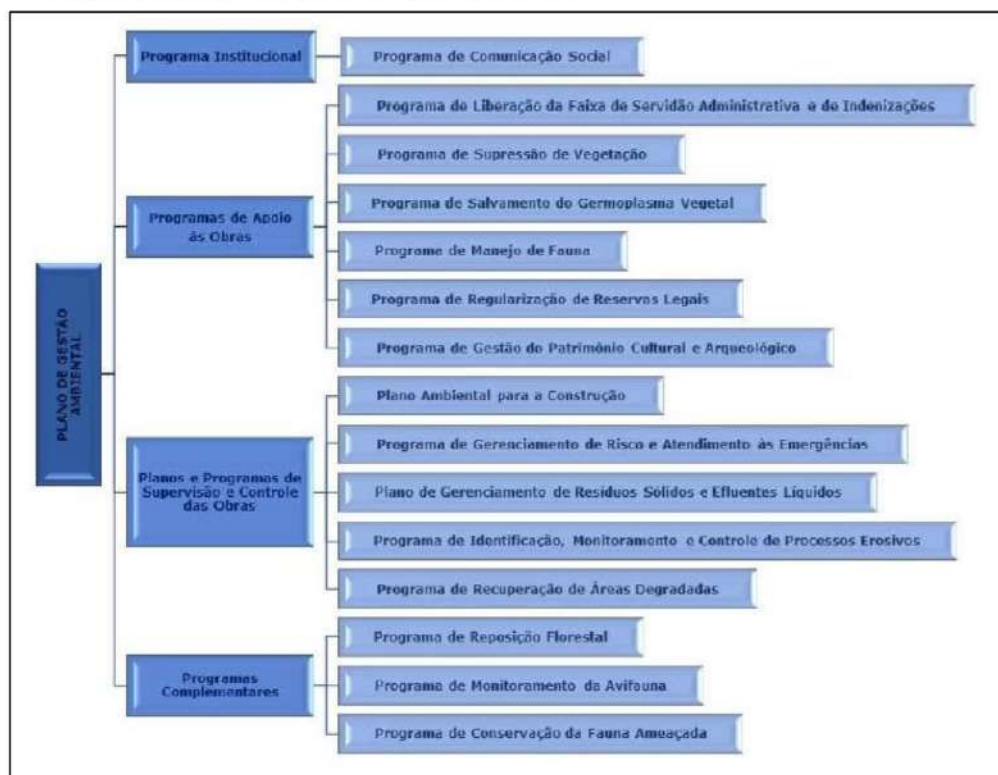 PLANO DE GESTÃO
AMBIENTAL
Programa Institucional
Programa de Comunicação Social
Programas de Apoio
às Obras
Programa de Liberação da Faixa de Servidão Administrativa e de Indenizações
Programa de Supressão de Vegetação
Programa de Salvamento do Germoplasma Vegetal
Programa de Manejo de Fauna
Programa de Regularização de Reservas Legais
Programa de Gestão do Patrimônio Cultural e Arqueológico
Planos e Programas de
Supervisão e Controle
das Obras
Plano Ambiental para a Construção
Programa de Gerenciamento de Risco e Atendimento às Emergências
Plano de Gerenciamento de Resíduos Sólidos e Efluentes Líquidos
Programa de Identificação, Monitoramento e Controle de Processos Erosivos
Programa de Recuperação de Áreas Degradadas
Programas
Complementares
Programa de Reposição Florestal
Programa de Monitoramento da Avifauna
Programa de Conservação da Fauna Ameaçada